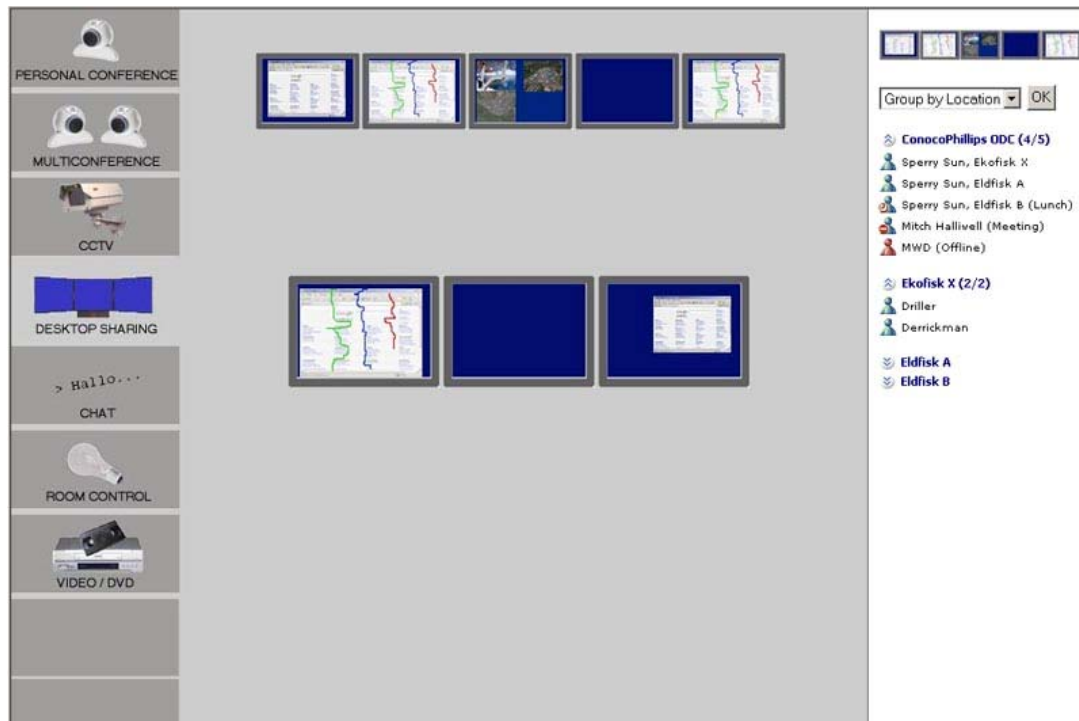 PERSONAL CONFERENCE
MULTICONFERENCE
CCTV
DESKTOP SHARING
> Hallo...
CHAT
ROOM CONTROL
VIDEO / DVD
Group by Location
OK
ConocoPhillips ODC (4/5)
Sperry Sun, Ekofisk X
Sperry Sun, Eldfisk A
Sperry Sun, Eldfisk B (Lunch)
Mitch Halliwell (Meeting)
MWD (Offline)
Ekofisk X (2/2)
Driller
Derrickman
Eldfisk A
Eldfisk B